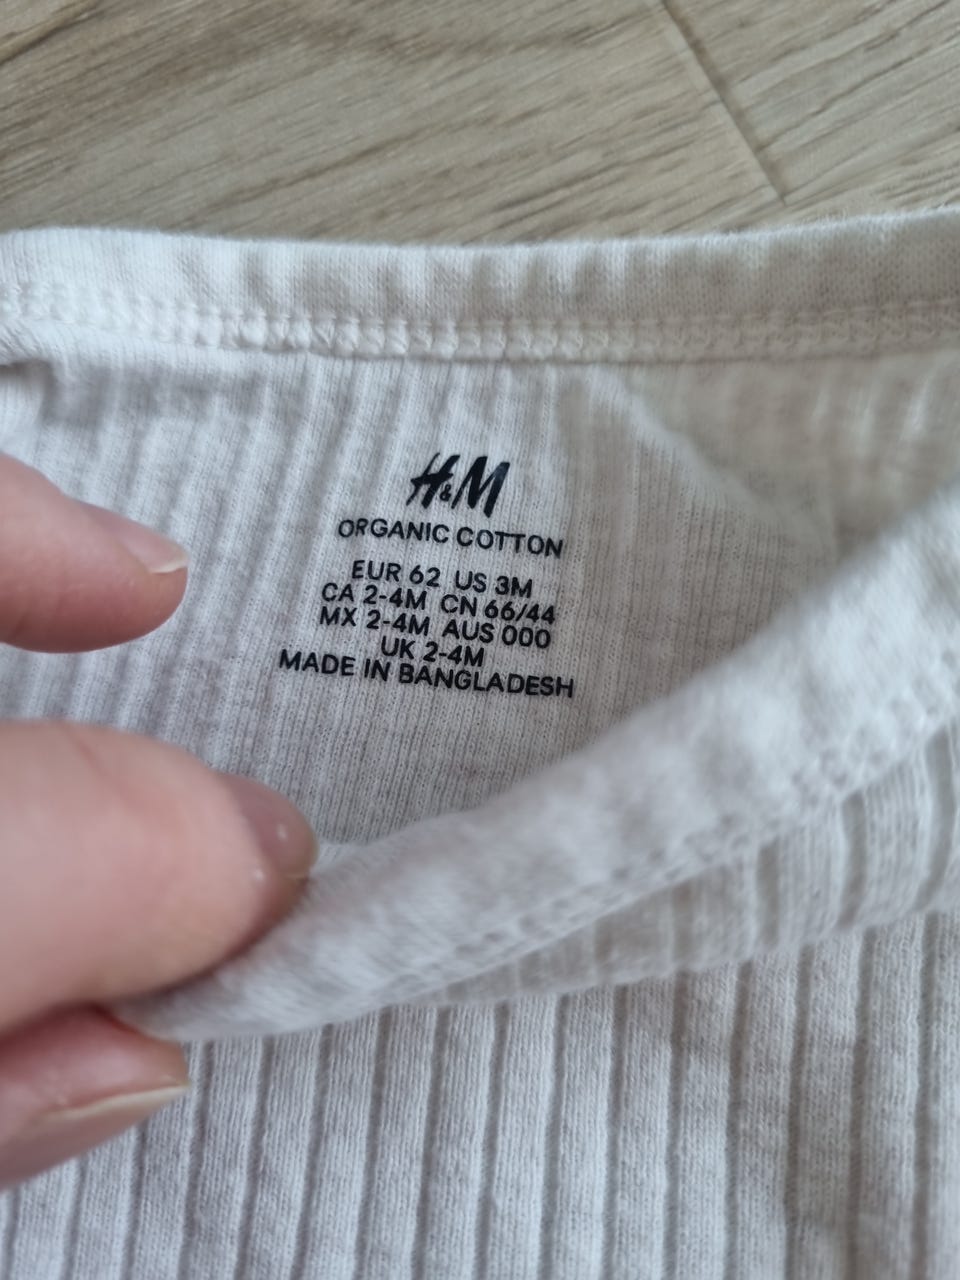 H&M
ORGANIC COTTON
EUR 62 US 3M
CA 2-4M CN 66/44
MX 2-4M AUS 000
UK 2-4M
MADE IN BANGLADESH